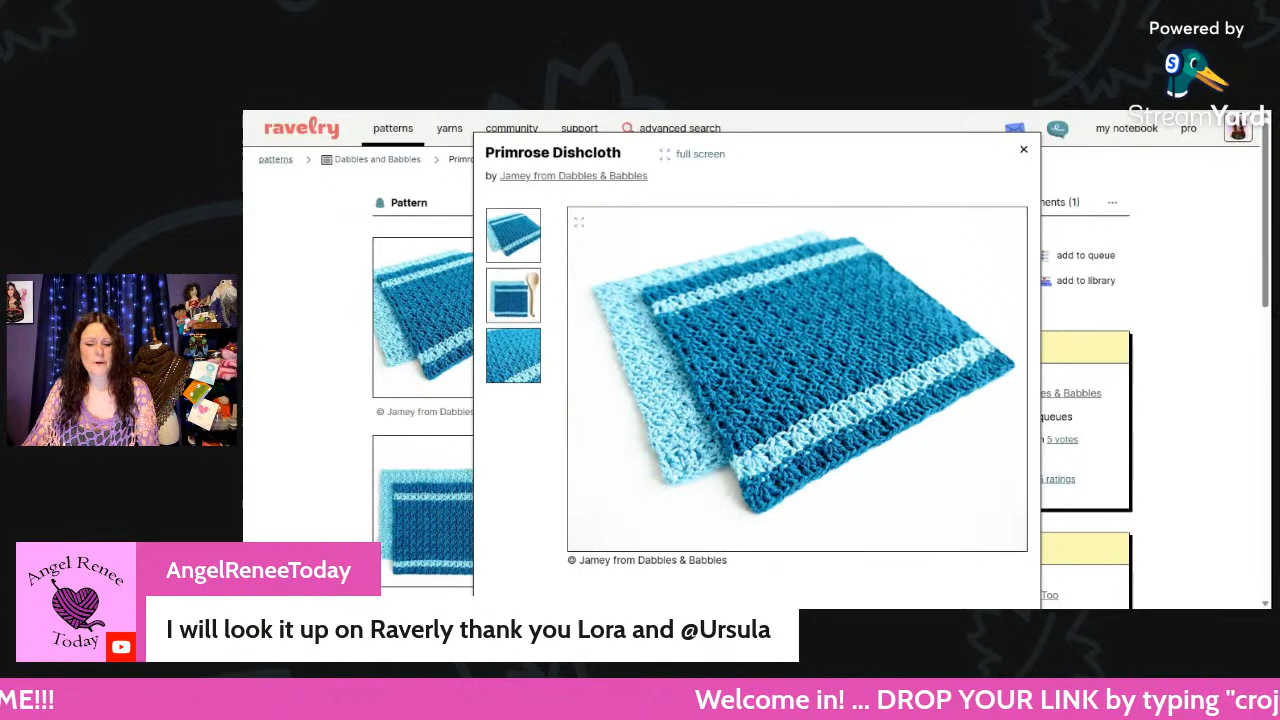 Powered by
StreamYard
ravelry
patterns yarns community support advanced search my notebook pro
patterns > Dabbles and Babbles > Primr
Primrose Dishcloth full screen ×
by Jamey from Dabbles & Babbles
Pattern
ments (1) ...
add to queue
add to library
© Jamey from Dabbles
© Jamey from Dabbles & Babbles
es & Babbles
queues
5 votes
ratings
Too
AngelReneeToday
Angel Renee
Today
I will look it up on Raverly thank you Lora and @Ursula
ME!!! Welcome in! ... DROP YOUR LINK by typing "croj